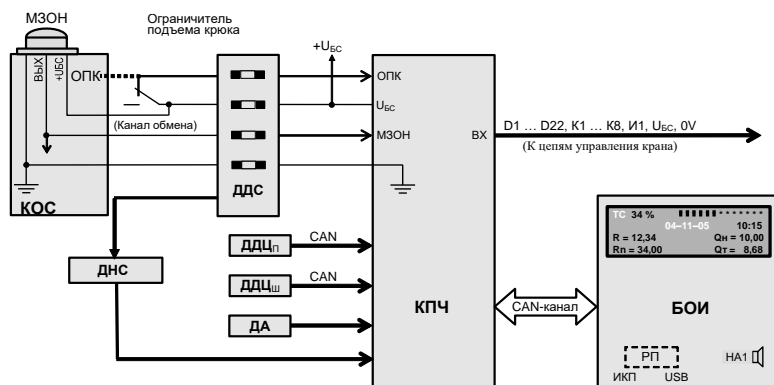 МЗОН
Ограничитель
подъема крюка
ВЫХ
+UБС
ОПК
(Канал обмена)
КОС
ДДС
+UБС
ОПК
UБС
МЗОН
ВХ
КПЧ
D1 ... D22, К1 ... К8, И1, UБС, 0V
(К цепям управления крана)
ДНС
ДДЦП
CAN
ДДЦШ
CAN
ДА
CAN-канал
ТС 34 %
04–11–05 10:15
R = 12,34 Qн = 10,00
Rп = 34,00 Qт = 8,68
БОИ
РП
НА1
ИКП USB